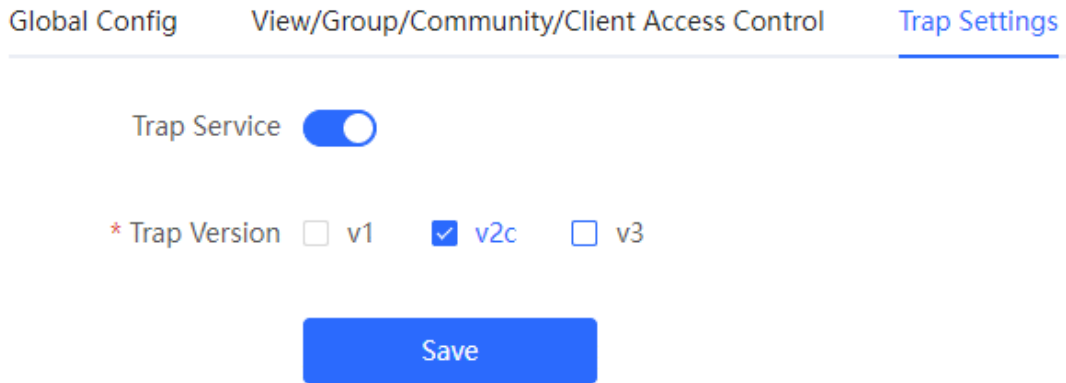 Global Config View/Group/Community/Client Access Control Trap Settings
Trap Service
* Trap Version v1 v2c v3
Save